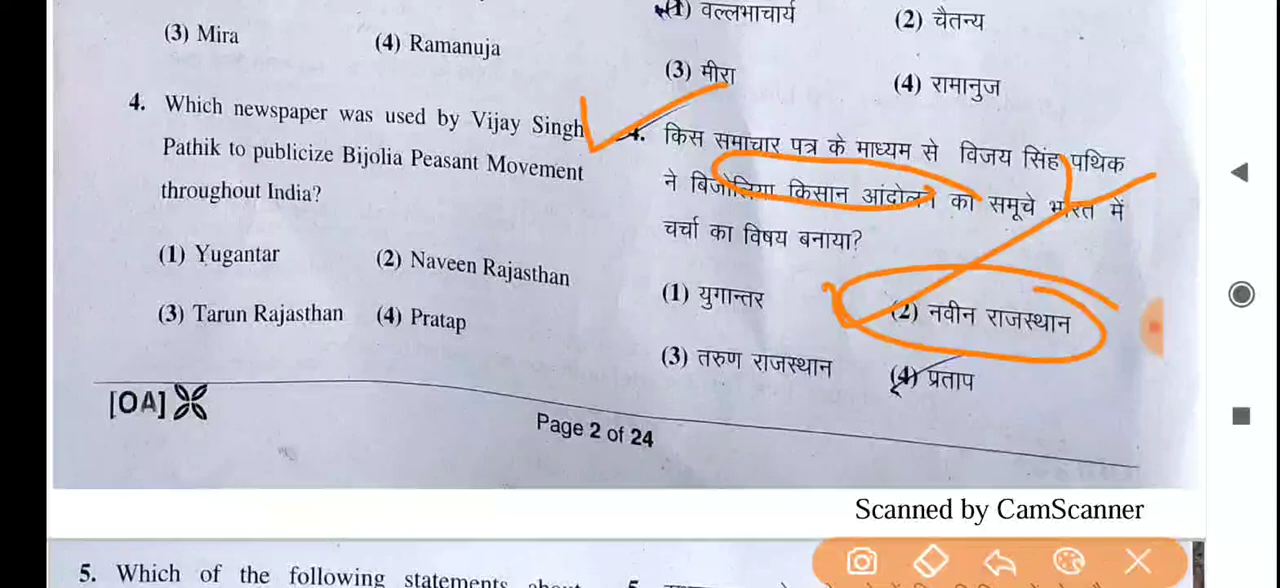 (3) Mira
(4) Ramanuja
4. Which newspaper was used by Vijay Singh
Pathik to publicize Bijolia Peasant Movement
throughout India?
(1) Yugantar
(2) Naveen Rajasthan
(3) Tarun Rajasthan
(4) Pratap
(1) वल्लभाचार्य
(2) चैतन्य
(3) मीरा
(4) रामानुज
4. किस समाचार पत्र के माध्यम से विजय सिंह पथिक
ने बिजोलिया किसान आंदोलन को समूचे भारत में
चर्चा का विषय बनाया?
(1) युगान्तर
(2) नवीन राजस्थान
(3) तरुण राजस्थान
(4) प्रताप
[OA]
Page 2 of 24
Scanned by CamScanner
5. Which of the following statements about
5.